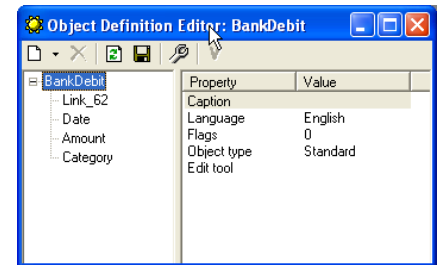 Object Definition Editor: BankDebit
BankDebit
Link_62
Date
Amount
Category
Property Value
Caption
Language English
Flags 0
Object type Standard
Edit tool